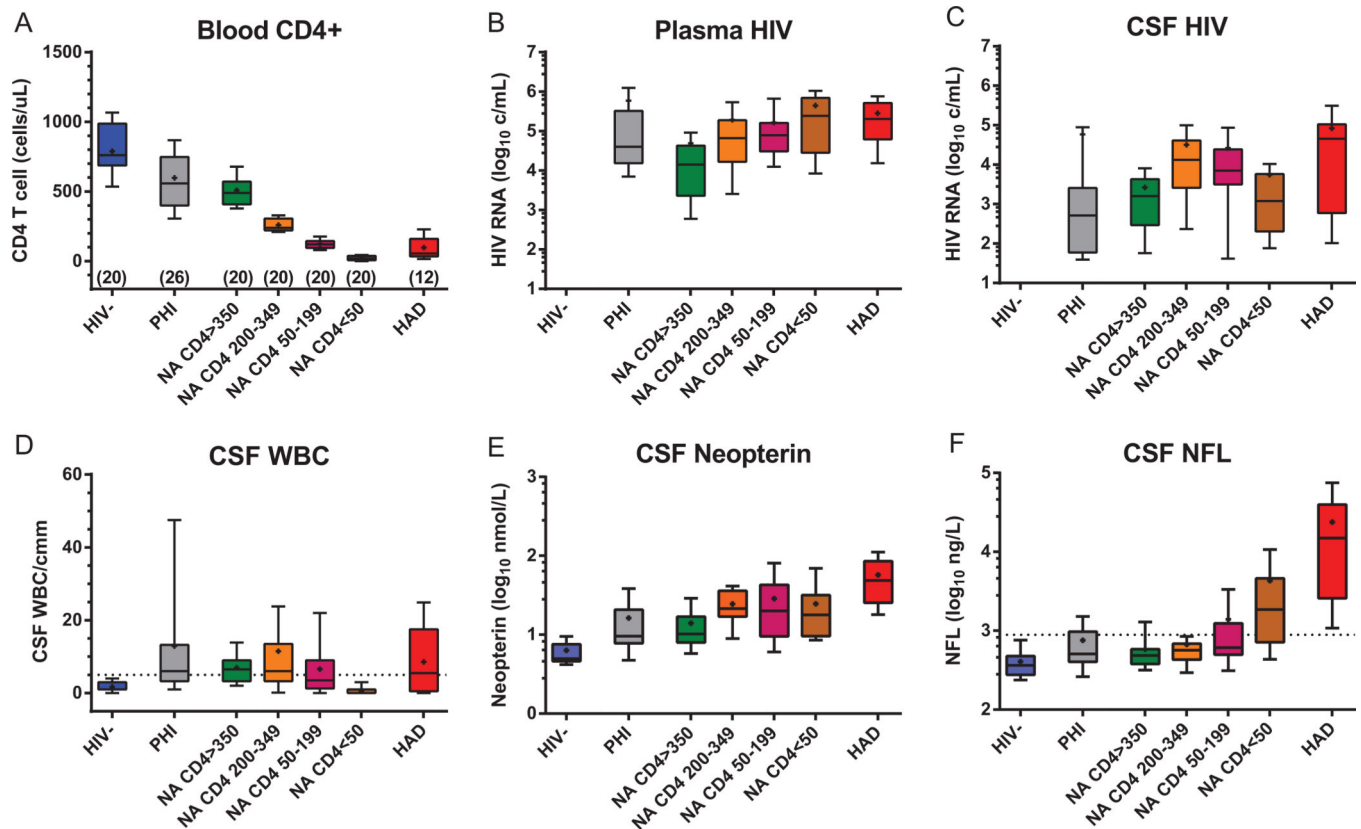 A Blood CD4+
CD4 T cell (cells/uL)
1500
1000
500
0
(20) (26) (20) (20) (20) (20) (12)
HIV- PHI NA CD4>350 NA CD4 200-349 NA CD4 50-199 NA CD4<50 HAD
B Plasma HIV
HIV RNA (log10 c/mL)
7
6
5
4
3
2
1
HIV- PHI NA CD4>350 NA CD4 200-349 NA CD4 50-199 NA CD4<50 HAD
C CSF HIV
HIV RNA (log10 c/mL)
7
6
5
4
3
2
1
HIV- PHI NA CD4>350 NA CD4 200-349 NA CD4 50-199 NA CD4<50 HAD
D CSF WBC
CSF WBC/cmm
60
40
20
0
HIV- PHI NA CD4>350 NA CD4 200-349 NA CD4 50-199 NA CD4<50 HAD
E CSF Neopterin
Neopterin (log10 nmol/L)
3
2
1
0
HIV- PHI NA CD4>350 NA CD4 200-349 NA CD4 50-199 NA CD4<50 HAD
F CSF NFL
NFL (log10 ng/L)
5
4
3
2
HIV- PHI NA CD4>350 NA CD4 200-349 NA CD4 50-199 NA CD4<50 HAD